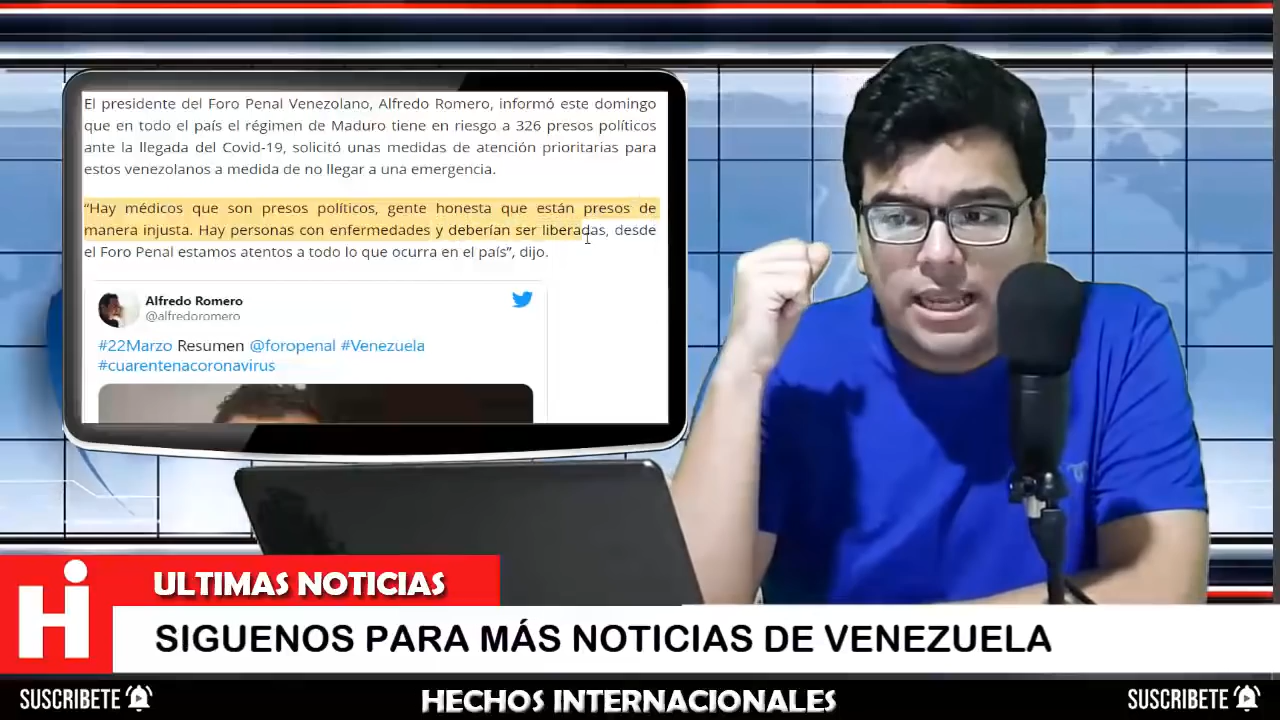 El presidente del Foro Penal Venezolano, Alfredo Romero, informó este domingo
que en todo el país el régimen de Maduro tiene en riesgo a 326 presos políticos
ante la llegada del Covid-19, solicitó unas medidas de atención prioritarias para
estos venezolanos a medida de no llegar a una emergencia.
“Hay médicos que son presos políticos, gente honesta que están presos de
manera injusta. Hay personas con enfermedades y deberían ser liberadas, desde
el Foro Penal estamos atentos a todo lo que ocurra en el país”, dijo.
Alfredo Romero
@alfredoromero
#22Marzo Resumen @foropenal #Venezuela
#cuarentenacoronavirus
Hi
ULTIMAS NOTICIAS
SIGUENOS PARA MÁS NOTICIAS DE VENEZUELA
SUSCRIBETE
HECHOS INTERNACIONALES
SUSCRIBETE